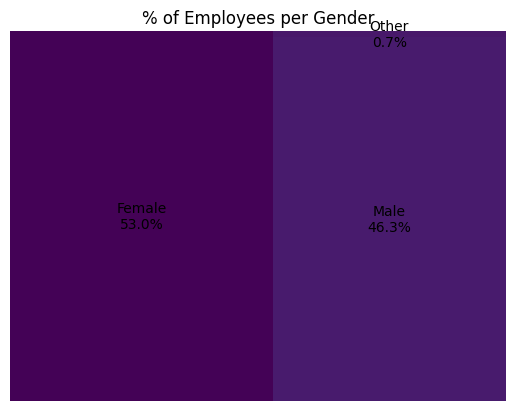 % of Employees per Gender
Other
0.7%
Female
53.0%
Male
46.3%